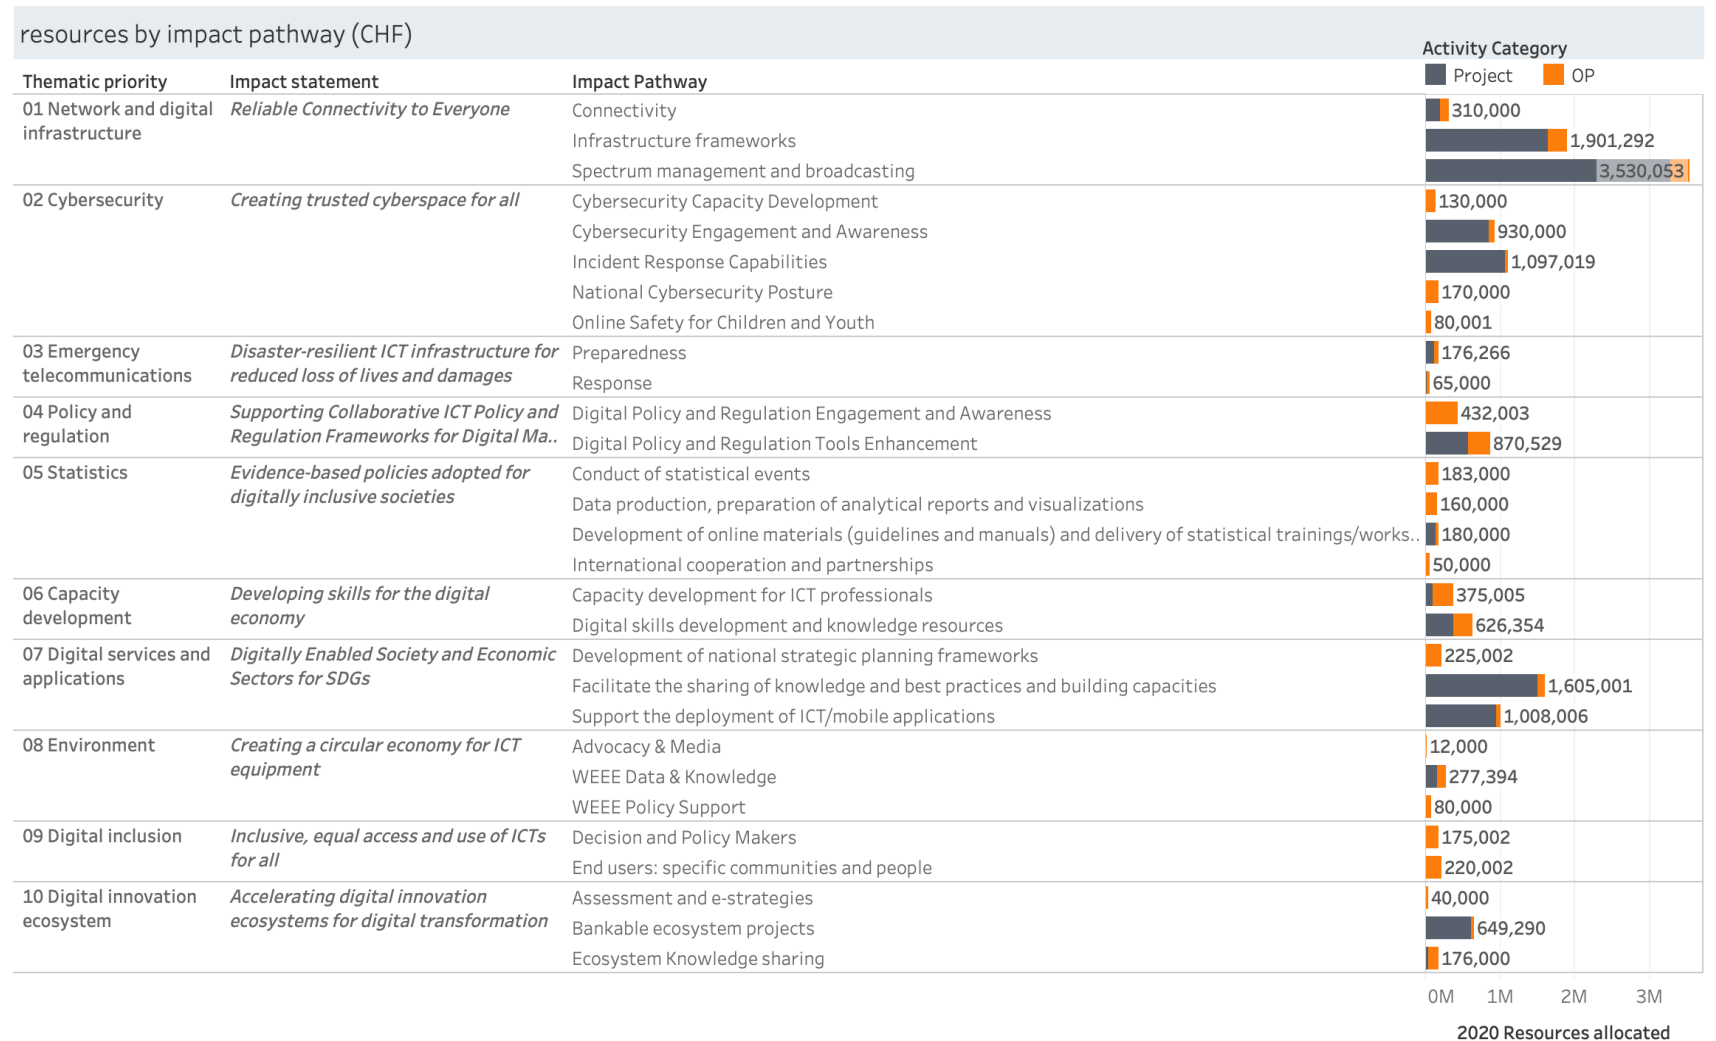 resources by impact pathway (CHF)
Activity Category
Project OP
Thematic priority Impact statement Impact Pathway
01 Network and digital infrastructure Reliable Connectivity to Everyone Connectivity 310,000
Infrastructure frameworks 1,901,292
Spectrum management and broadcasting 3,530,053
02 Cybersecurity Creating trusted cyberspace for all Cybersecurity Capacity Development 130,000
Cybersecurity Engagement and Awareness 930,000
Incident Response Capabilities 1,097,019
National Cybersecurity Posture 170,000
Online Safety for Children and Youth 80,001
03 Emergency telecommunications Disaster-resilient ICT infrastructure for reduced loss of lives and damages Preparedness 176,266
Response 65,000
04 Policy and regulation Supporting Collaborative ICT Policy and Regulation Frameworks for Digital Ma.. Digital Policy and Regulation Engagement and Awareness 432,003
Digital Policy and Regulation Tools Enhancement 870,529
05 Statistics Evidence-based policies adopted for digitally inclusive societies Conduct of statistical events 183,000
Data production, preparation of analytical reports and visualizations 160,000
Development of online materials (guidelines and manuals) and delivery of statistical trainings/works.. 180,000
International cooperation and partnerships 50,000
06 Capacity development Developing skills for the digital economy Capacity development for ICT professionals 375,005
Digital skills development and knowledge resources 626,354
07 Digital services and applications Digitally Enabled Society and Economic Sectors for SDGs Development of national strategic planning frameworks 225,002
Facilitate the sharing of knowledge and best practices and building capacities 1,605,001
Support the deployment of ICT/mobile applications 1,008,006
08 Environment Creating a circular economy for ICT equipment Advocacy & Media 12,000
WEEE Data & Knowledge 277,394
WEEE Policy Support 80,000
09 Digital inclusion Inclusive, equal access and use of ICTs for all Decision and Policy Makers 175,002
End users: specific communities and people 220,002
10 Digital innovation ecosystem Accelerating digital innovation ecosystems for digital transformation Assessment and e-strategies 40,000
Bankable ecosystem projects 649,290
Ecosystem Knowledge sharing 176,000
0M 1M 2M 3M
2020 Resources allocated